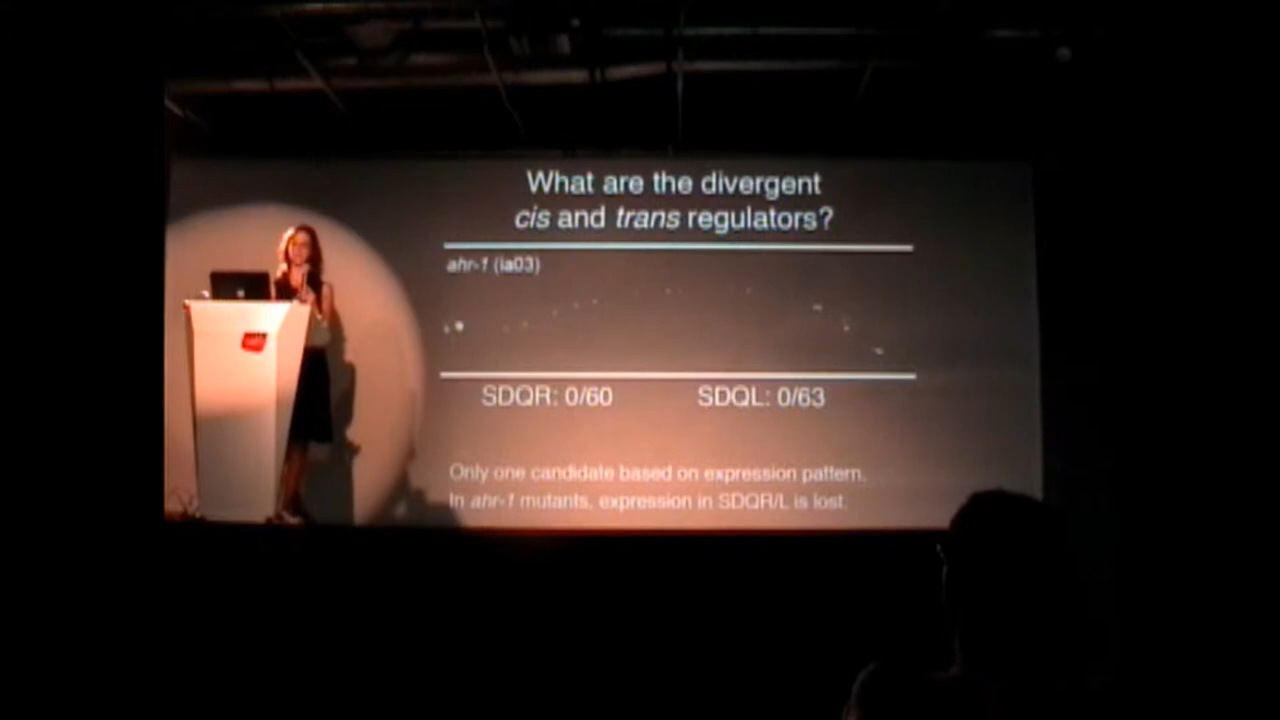 What are the divergent
cis and trans regulators?
ahr-1 (ia03)
SDQR: 0/60 SDQL: 0/63
Only one candidate based on expression pattern.
In ahr-1 mutants, expression in SDQR/L is lost.